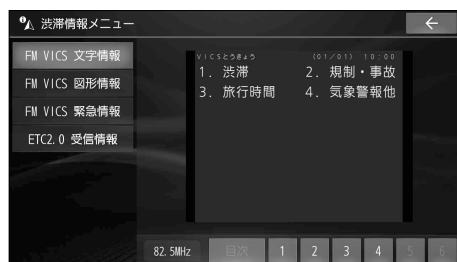 渋滞情報メニュー
FM VICS 文字情報
FM VICS 図形情報
FM VICS 緊急情報
ETC2.0 受信情報
VICSとうきょう (01/01) 10:00
1. 渋滞 2. 規制・事故
3. 旅行時間 4. 気象警報他
82.5MHz 目次 1 2 3 4 5 6